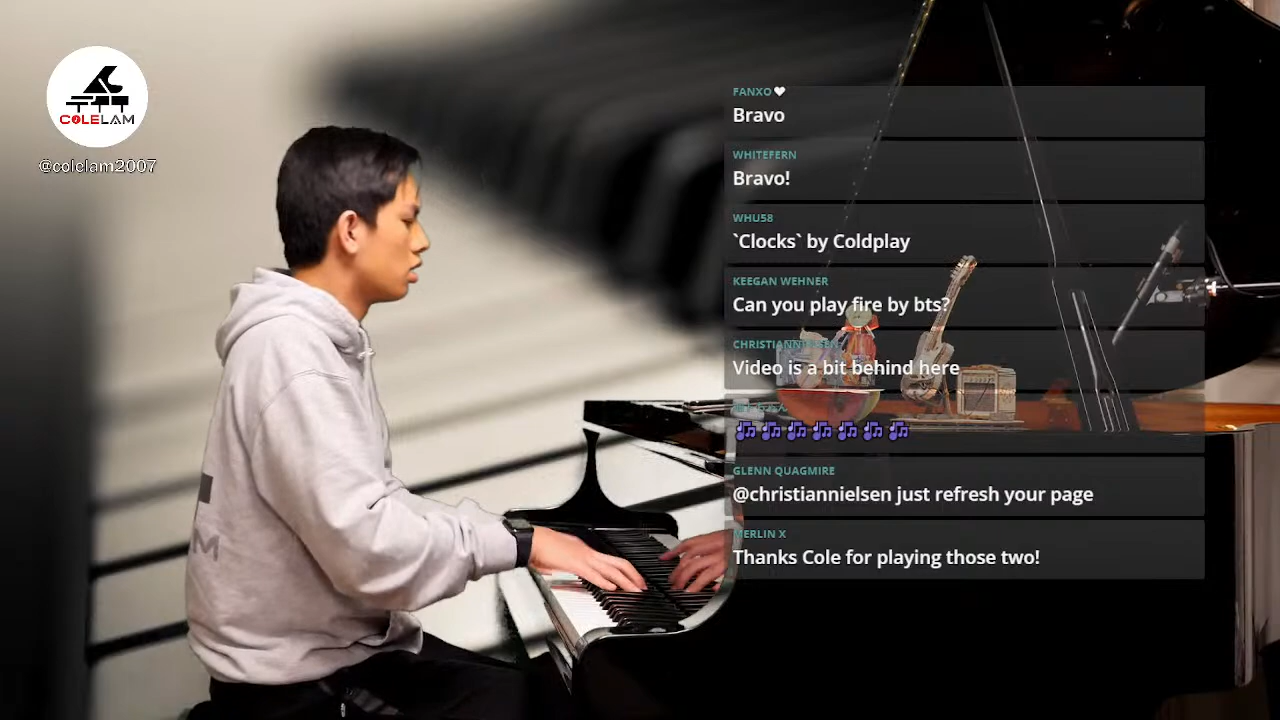 COLELAM
@colelam2007
FANXO🤍
Bravo
WHITEFERN
Bravo!
WHU58
`Clocks` by Coldplay
KEEGAN WEHNER
Can you play fire by bts?
CHRISTIANNIELSEN
Video is a bit behind here
🎶🎶🎶🎶🎶🎶🎶
GLENN QUAGMIRE
@christiannielsen just refresh your page
MERLIN X
Thanks Cole for playing those two!